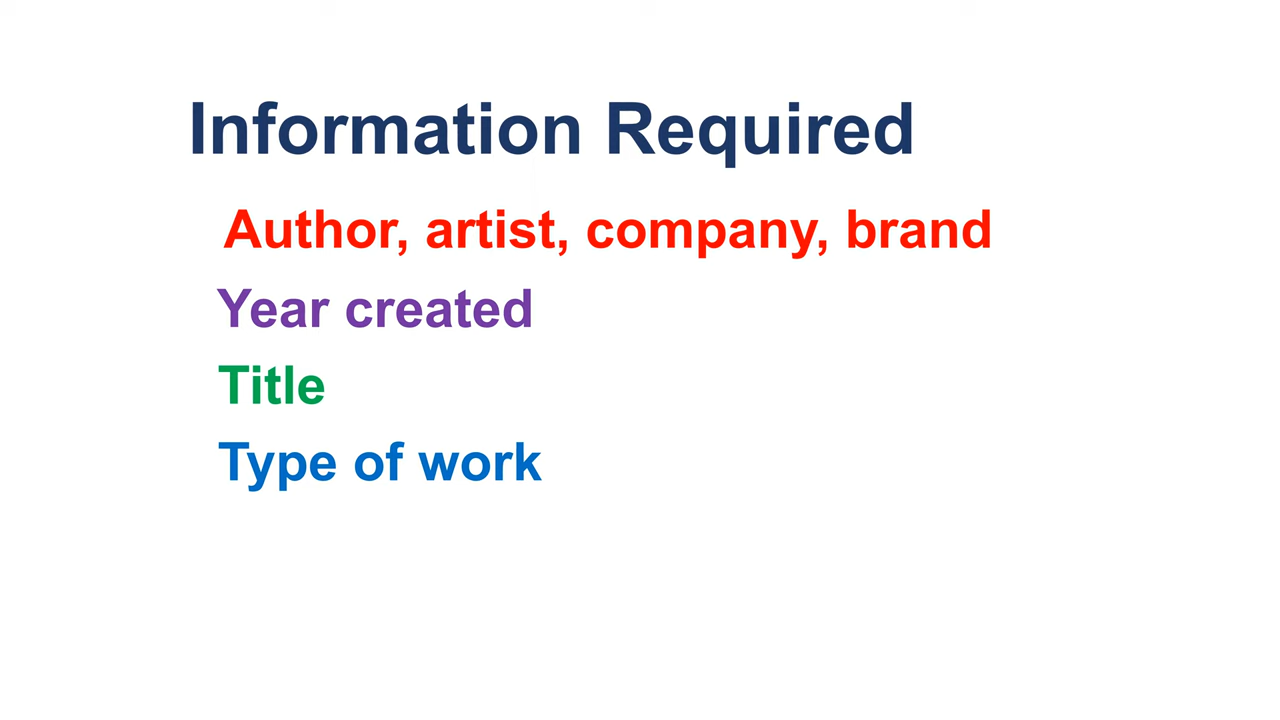 Information Required
Author, artist, company, brand
Year created
Title
Type of work